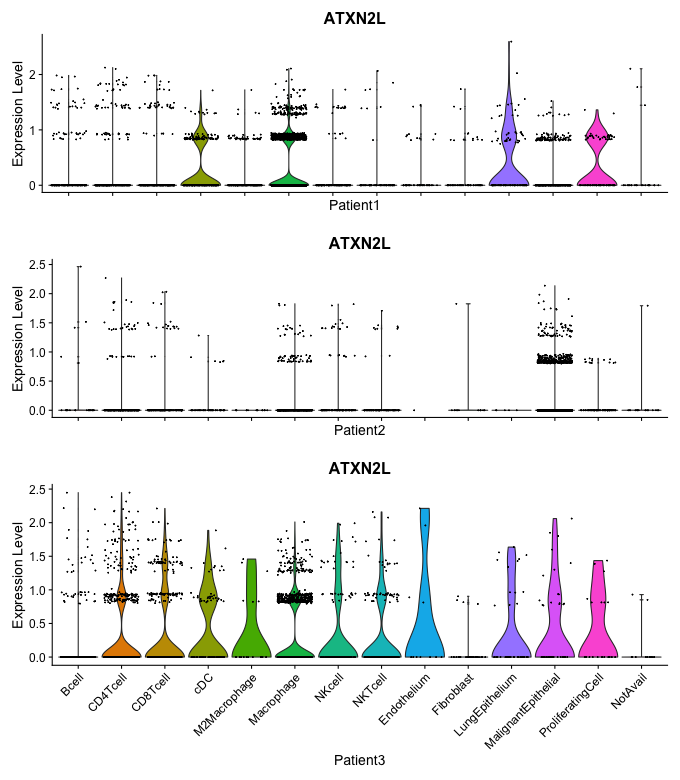 ATXN2L
Expression Level
2
1
0
Patient1
ATXN2L
Expression Level
2.5
2.0
1.5
1.0
0.5
0.0
Patient2
ATXN2L
Expression Level
2.5
2.0
1.5
1.0
0.5
0.0
Bcell
CD4Tcell
CD8Tcell
cDC
M2Macrophage
Macrophage
NKcell
NKTcell
Endothelium
Fibroblast
LungEpithelium
MalignantEpithelial
ProliferatingCell
NotAvail
Patient3